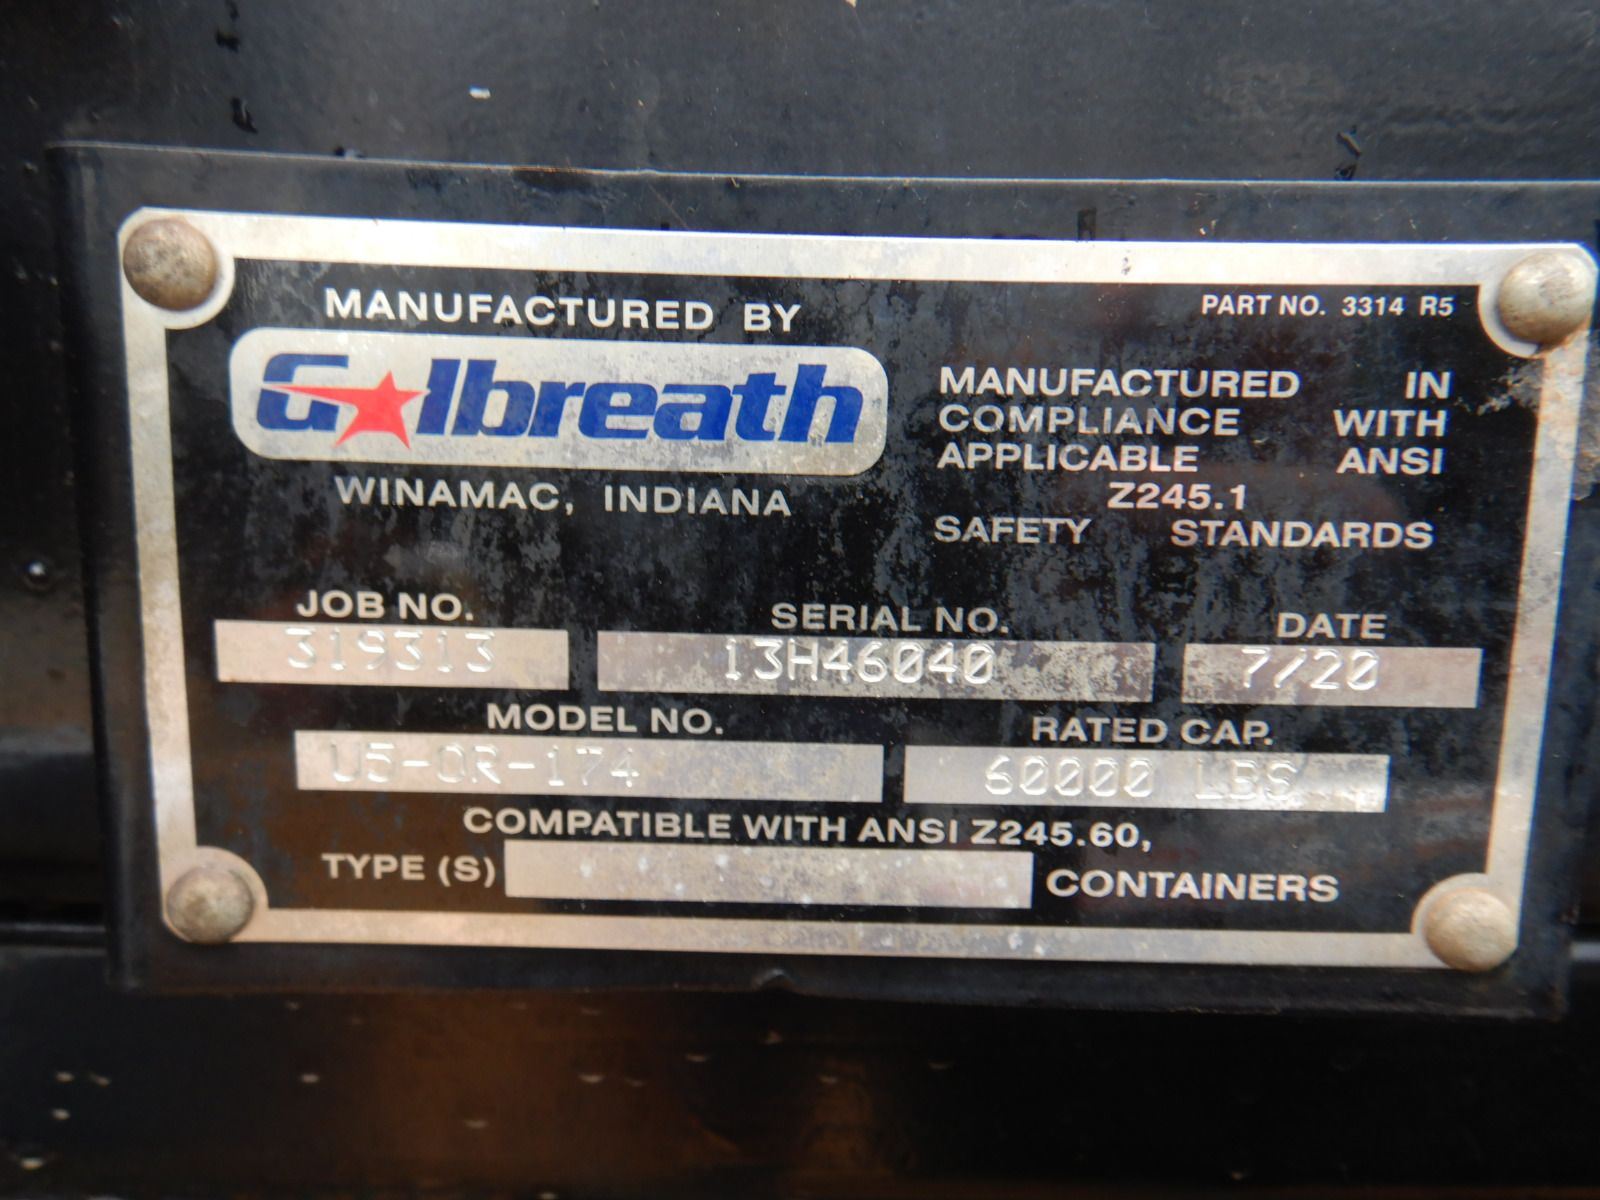 MANUFACTURED BY
Galbreath
WINAMAC, INDIANA
PART NO. 3314 R5
MANUFACTURED IN
COMPLIANCE WITH
APPLICABLE ANSI
Z245.1
SAFETY STANDARDS
JOB NO. SERIAL NO. DATE
319313 13H46040 7/20
MODEL NO. RATED CAP.
U5-OR-174 60000 LBS
COMPATIBLE WITH ANSI Z245.60,
TYPE (S) CONTAINERS